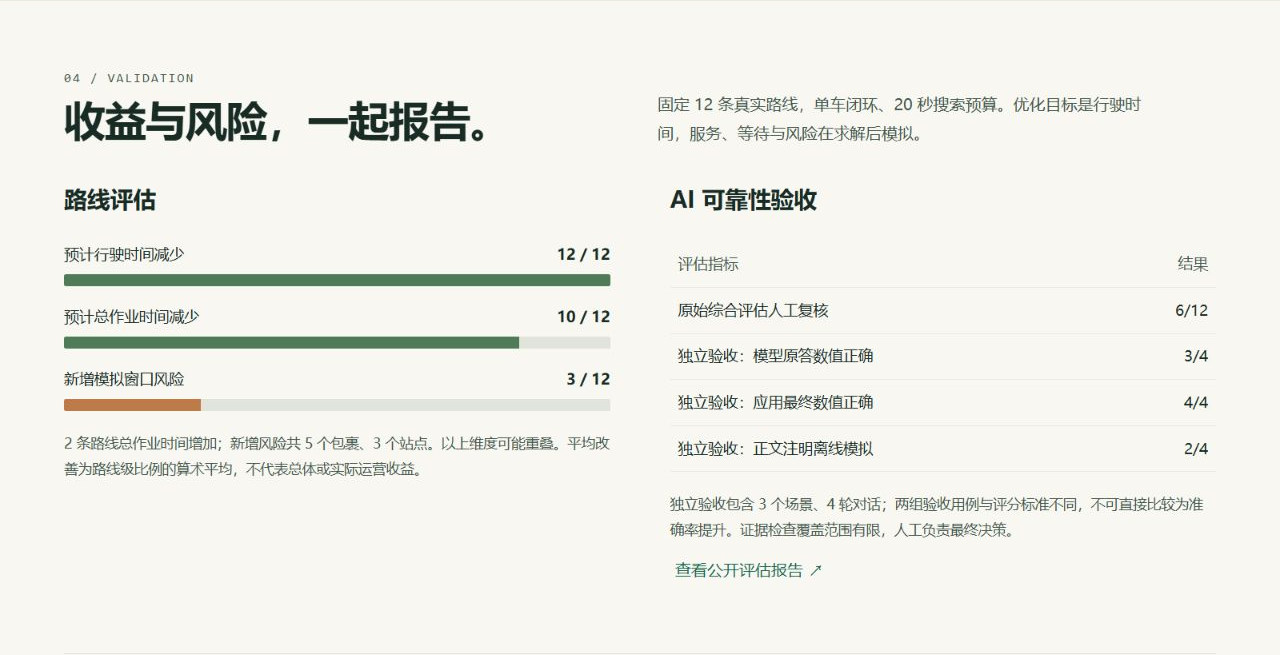 04 / VALIDATION
收益与风险，一起报告。
固定 12 条真实路线，单车闭环、20 秒搜索预算。优化目标是行驶时
间，服务、等待与风险在求解后模拟。
路线评估
预计行驶时间减少 12 / 12
预计总作业时间减少 10 / 12
新增模拟窗口风险 3 / 12
2 条路线总作业时间增加；新增风险共 5 个包裹、3 个站点。以上维度可能重叠。平均改
善为路线级比例的算术平均，不代表总体或实际运营收益。
AI 可靠性验收
评估指标 结果
原始综合评估人工复核 6/12
独立验收：模型原答数值正确 3/4
独立验收：应用最终数值正确 4/4
独立验收：正文注明离线模拟 2/4
独立验收包含 3 个场景、4 轮对话；两组验收用例与评分标准不同，不可直接比较为准
确率提升。证据检查覆盖范围有限，人工负责最终决策。
查看公开评估报告 ↗